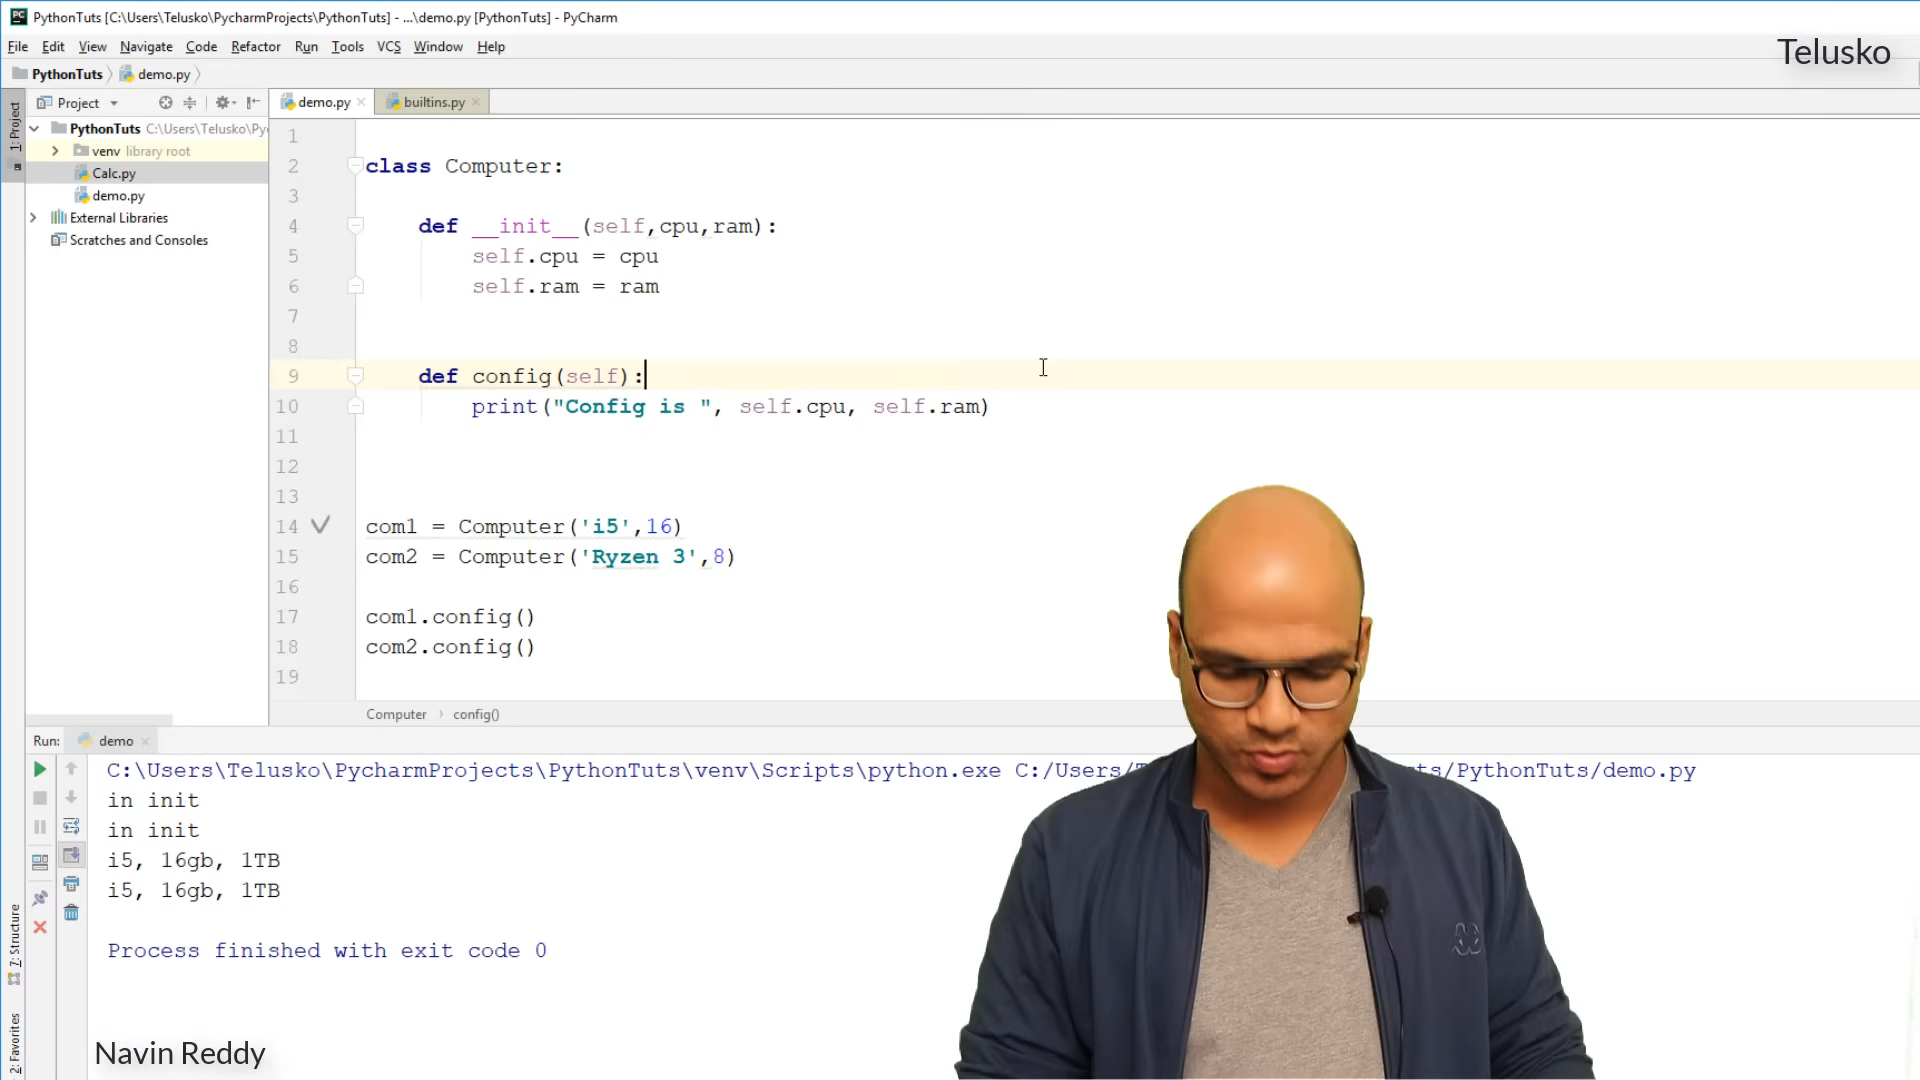 PythonTuts [C:\Users\Telusko\PycharmProjects\PythonTuts] - ...\demo.py [PythonTuts] - PyCharm
File Edit View Navigate Code Refactor Run Tools VCS Window Help
Telusko
PythonTuts demo.py
Project
demo.py
builtins.py
1: Project
PythonTuts C:\Users\Telusko\Py
venv library root
Calc.py
demo.py
External Libraries
Scratches and Consoles
1
2 class Computer:
3
4 def __init__(self,cpu,ram):
5 self.cpu = cpu
6 self.ram = ram
7
8
9 def config(self):
10 print("Config is ", self.cpu, self.ram)
11
12
13
14 com1 = Computer('i5',16)
15 com2 = Computer('Ryzen 3',8)
16
17 com1.config()
18 com2.config()
19
Computer › config()
Run: demo
C:\Users\Telusko\PycharmProjects\PythonTuts\venv\Scripts\python.exe C:/Users/T ts/PythonTuts/demo.py
in init
in init
i5, 16gb, 1TB
i5, 16gb, 1TB
Process finished with exit code 0
7: Structure
2: Favorites
Navin Reddy